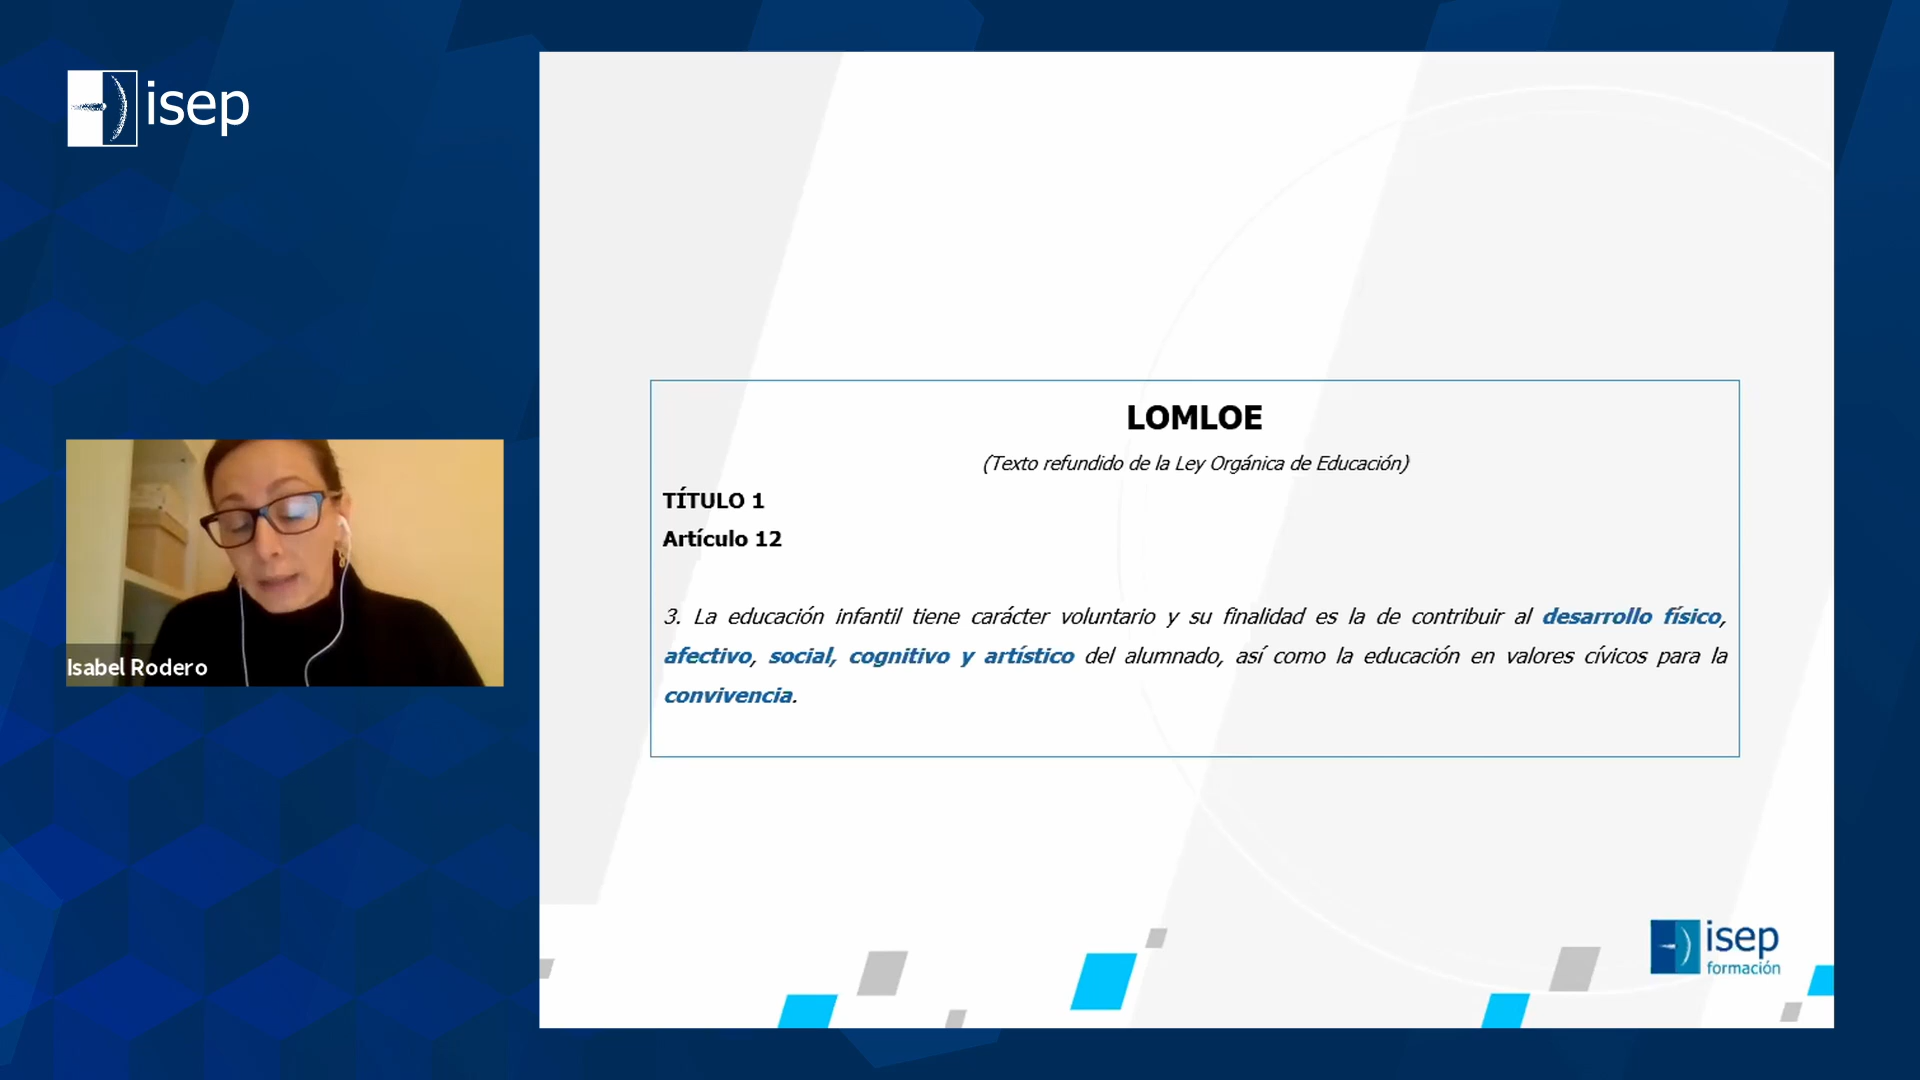 isep
Isabel Rodero
LOMLOE
(Texto refundido de la Ley Orgánica de Educación)
TÍTULO 1
Artículo 12
3. La educación infantil tiene carácter voluntario y su finalidad es la de contribuir al desarrollo físico,
afectivo, social, cognitivo y artístico del alumnado, así como la educación en valores cívicos para la
convivencia.
isep
formación